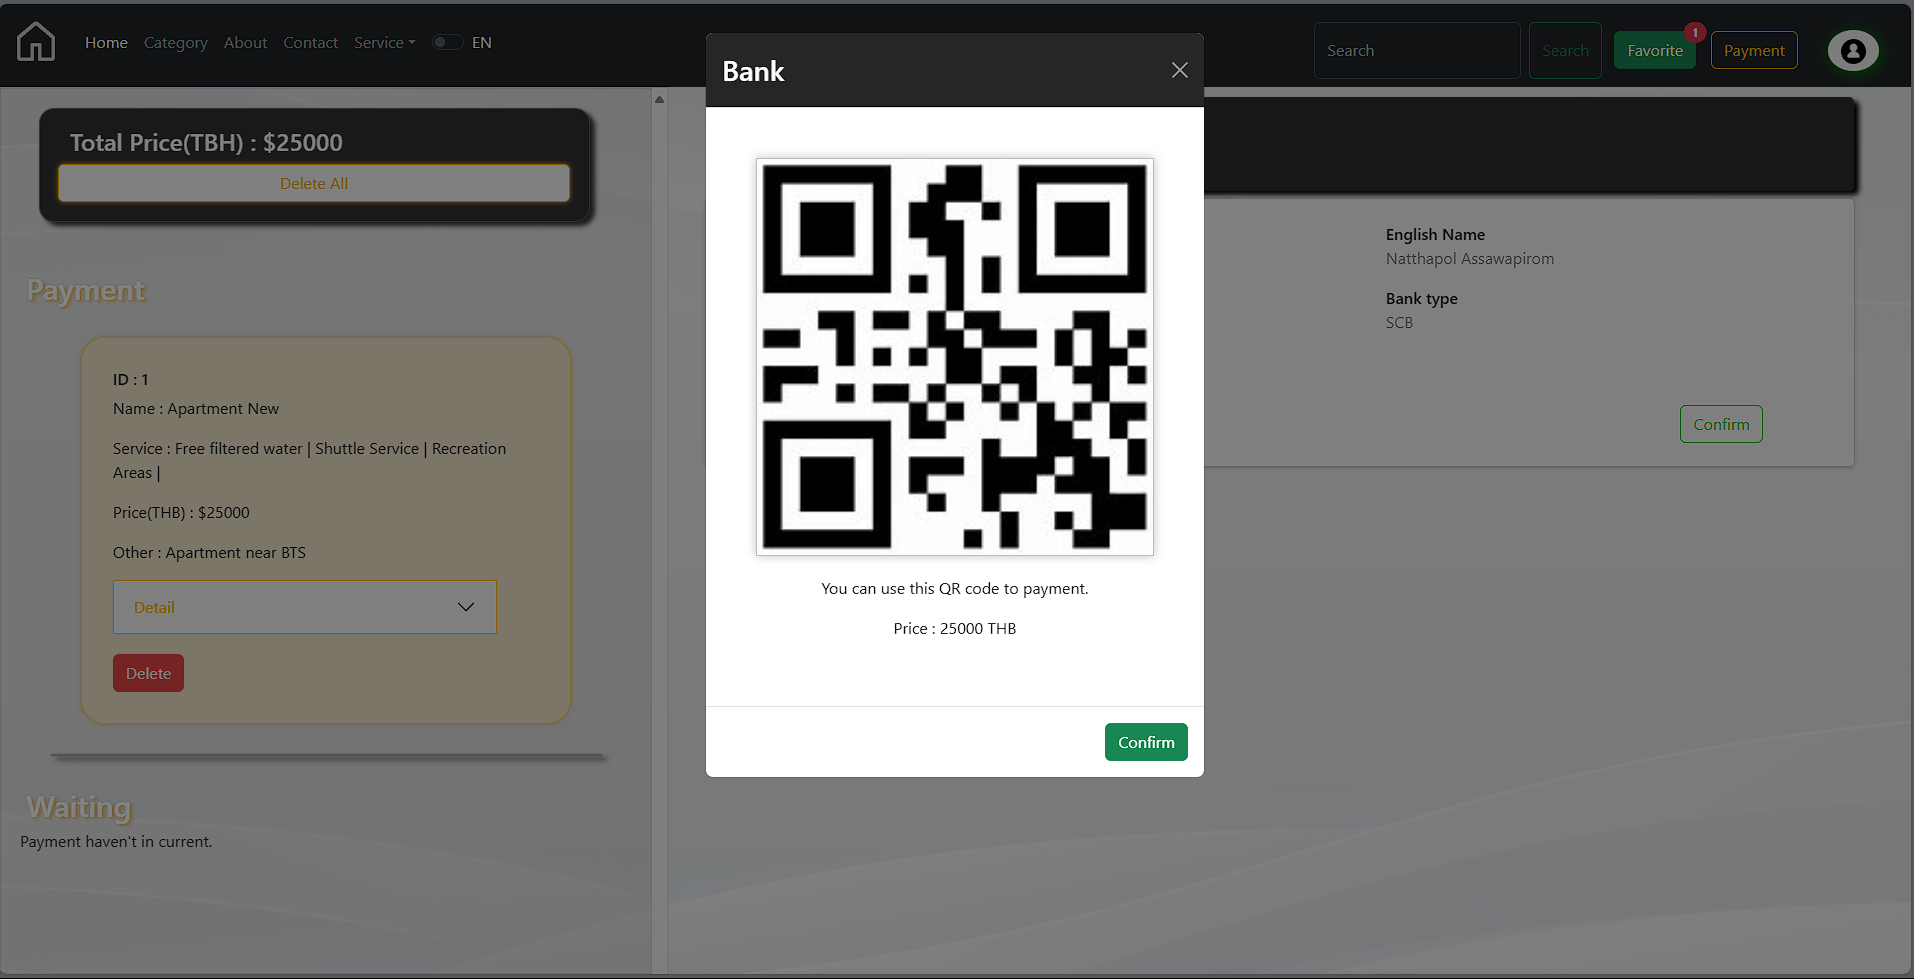 Home Category About Contact Service EN
Search
Search
Favorite
1
Payment
Total Price(TBH) : $25000
Delete All
Payment
ID : 1
Name : Apartment New
Service : Free filtered water | Shuttle Service | Recreation
Areas |
Price(THB) : $25000
Other : Apartment near BTS
Detail
Delete
Waiting
Payment haven't in current.
Bank
You can use this QR code to payment.
Price : 25000 THB
Confirm
English Name
Natthapol Assawapirom
Bank type
SCB
Confirm